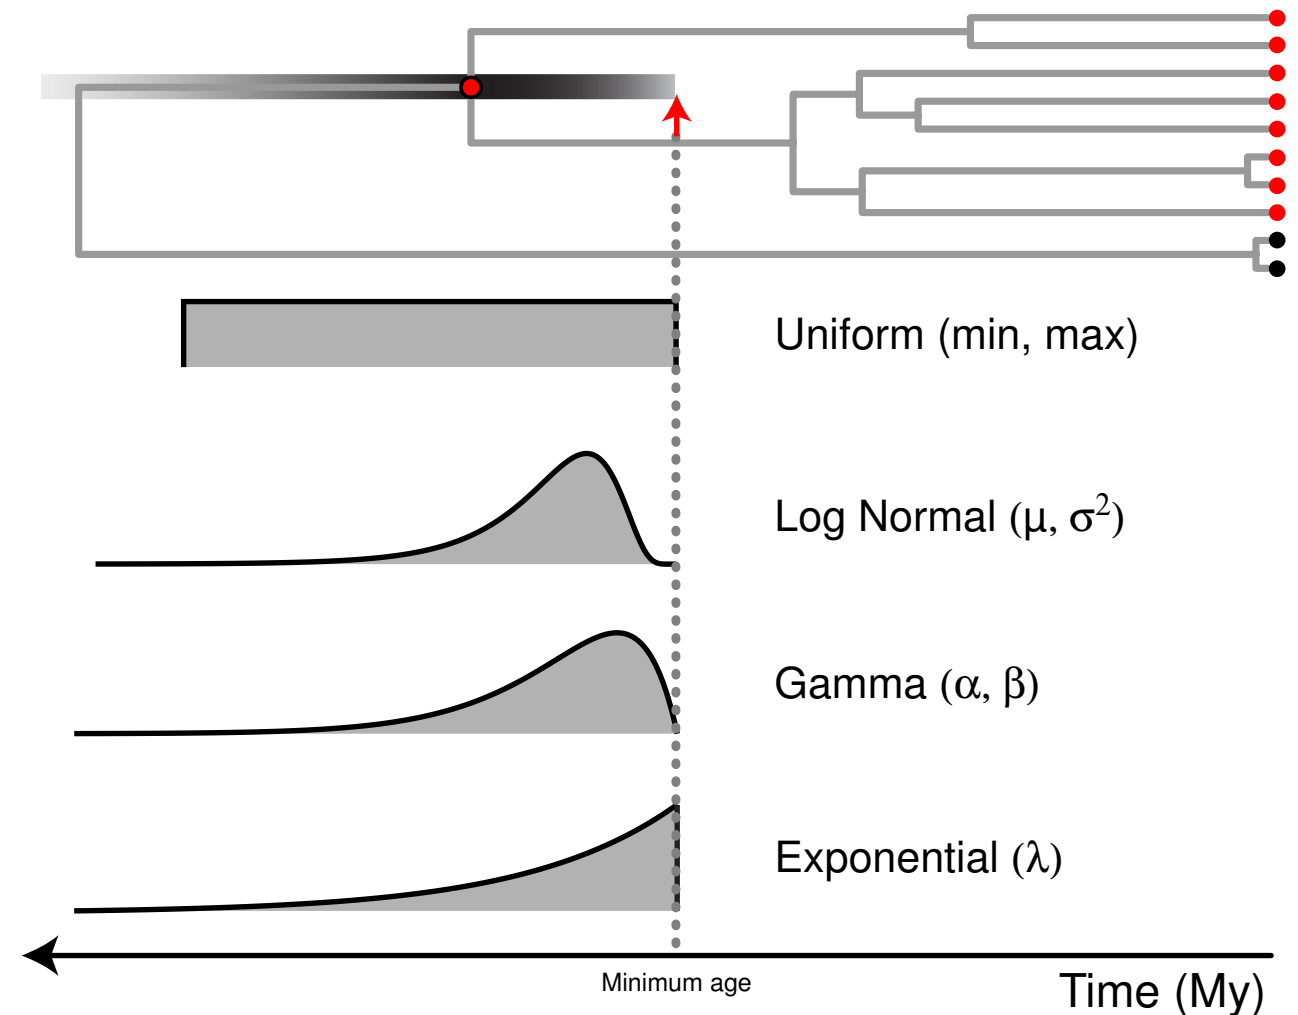 Uniform (min, max)
Log Normal (μ, σ²)
Gamma (α, β)
Exponential (λ)
Minimum age
Time (My)